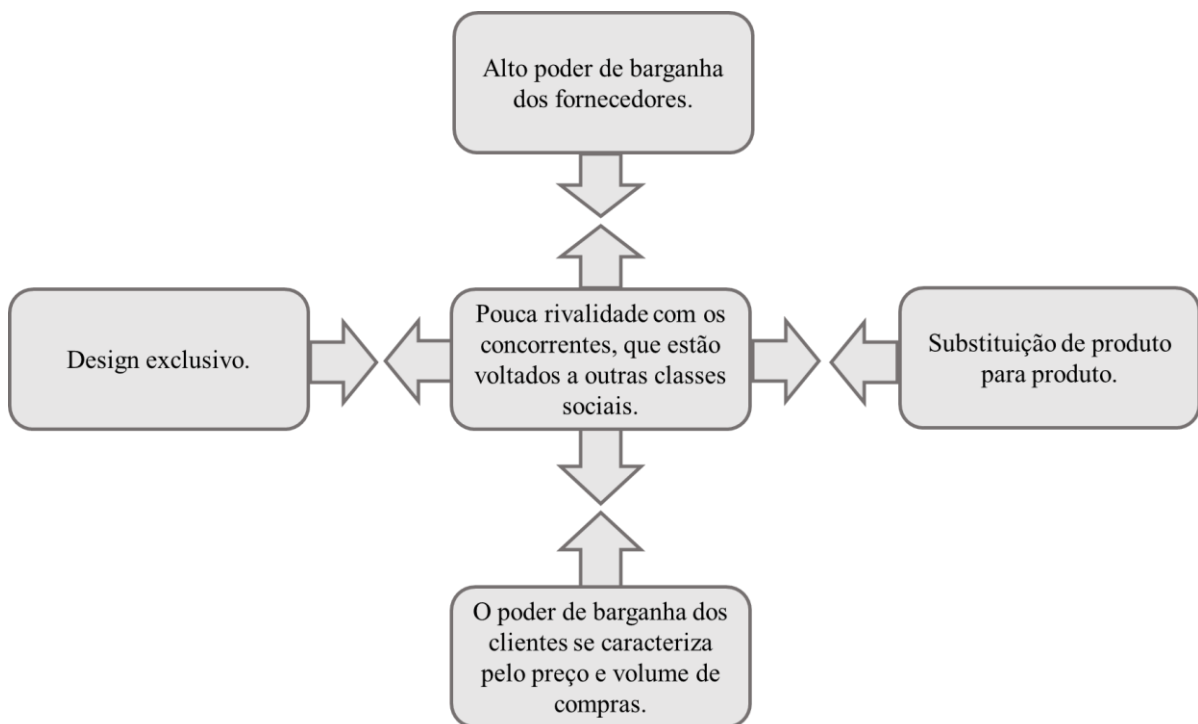 Alto poder de barganha
dos fornecedores.
Design exclusivo.
Pouca rivalidade com os
concorrentes, que estão
voltados a outras classes
sociais.
Substituição de produto
para produto.
O poder de barganha dos
clientes se caracteriza
pelo preço e volume de
compras.